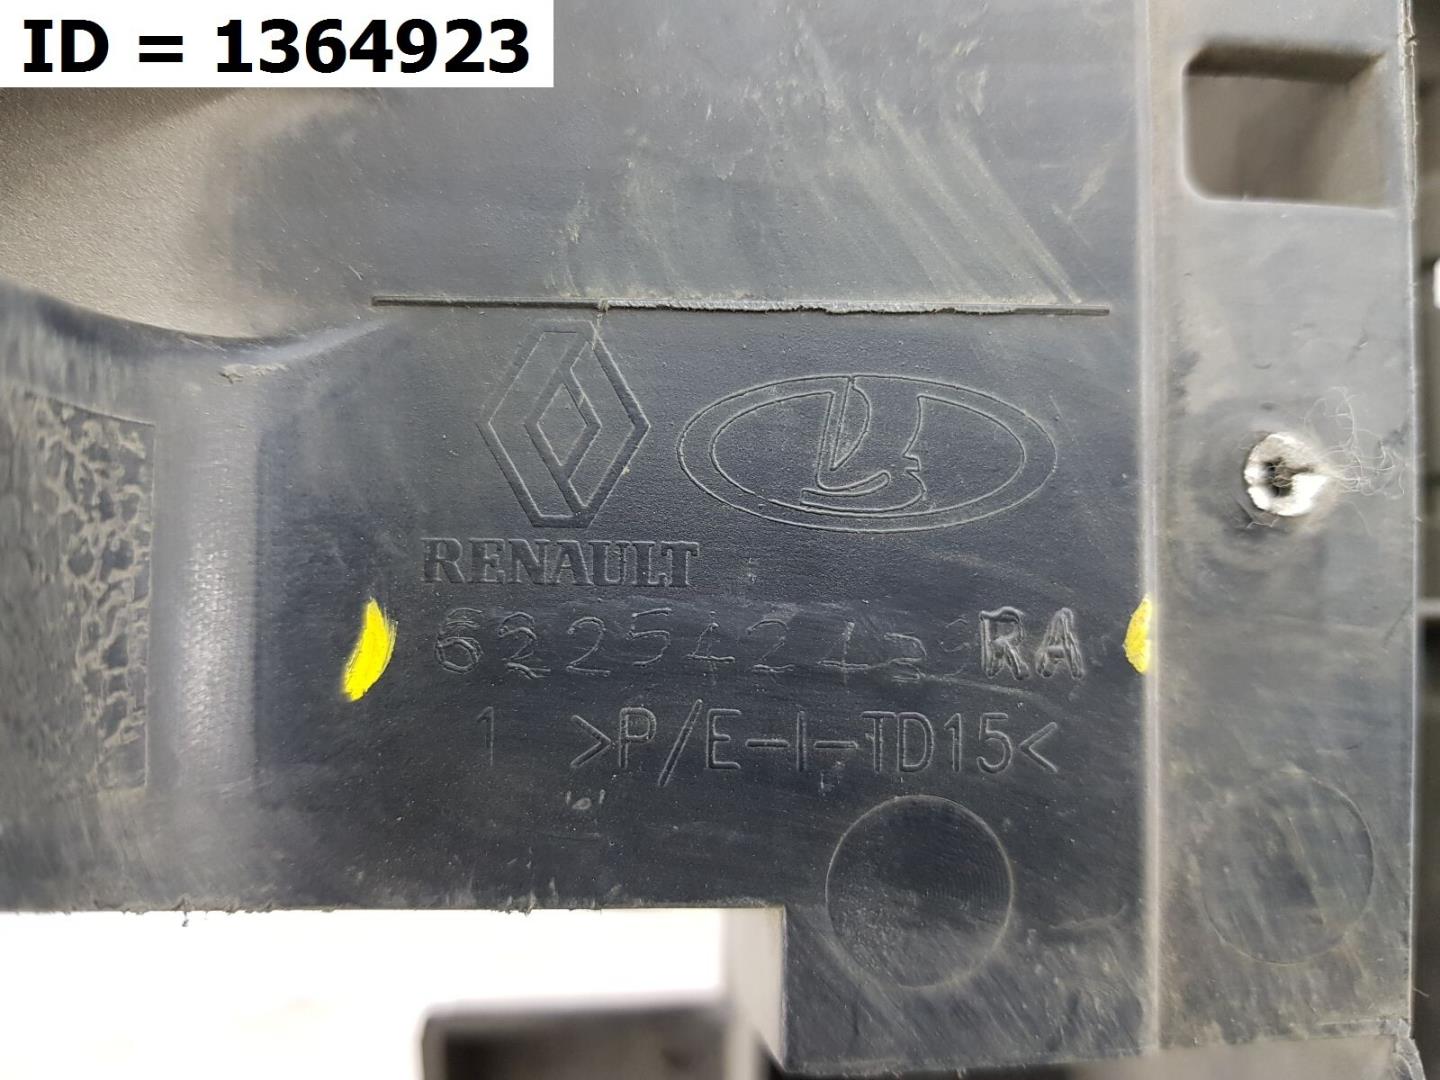 ID = 1364923
RENAULT
RA
1 >P/E-I-TD15<